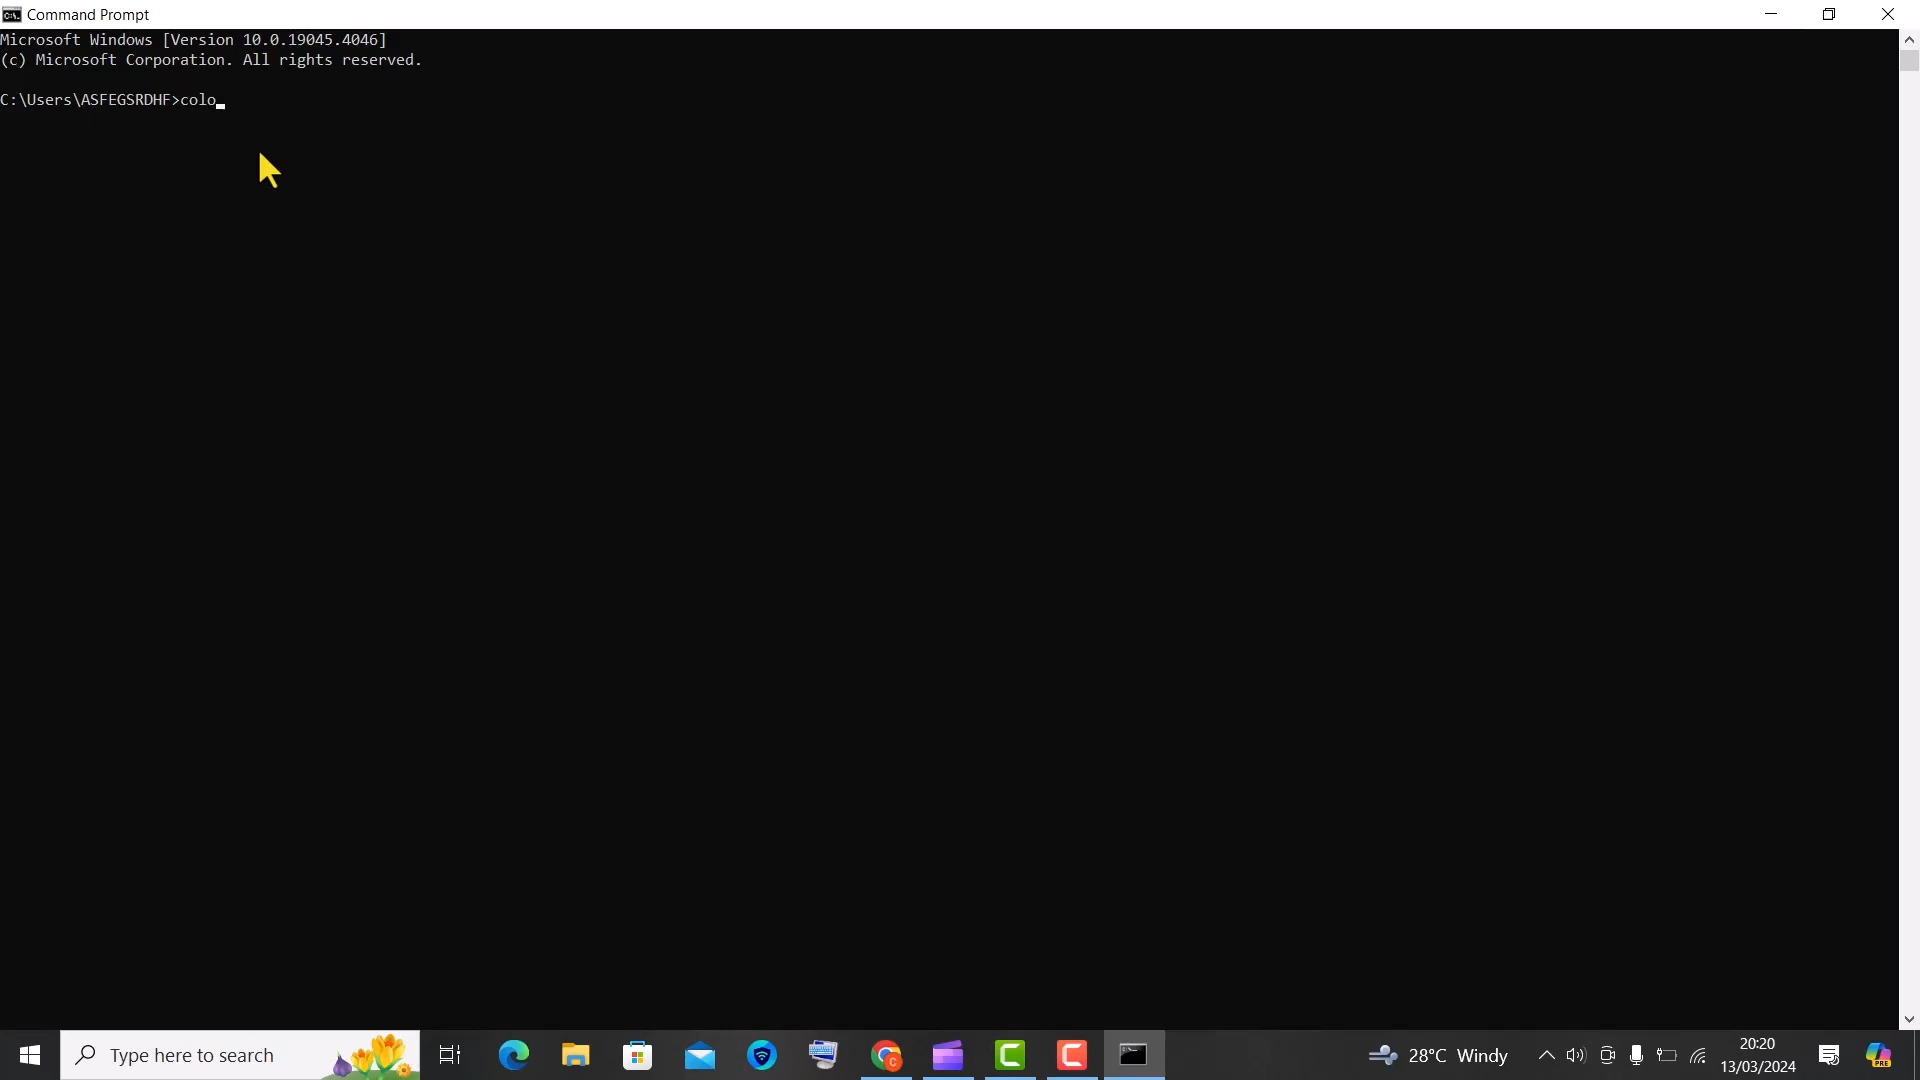 Command Prompt
Microsoft Windows [Version 10.0.19045.4046]
(c) Microsoft Corporation. All rights reserved.
C:\Users\ASFEGSRDHF>colo
Type here to search
28°C Windy
20:20
13/03/2024
PRE